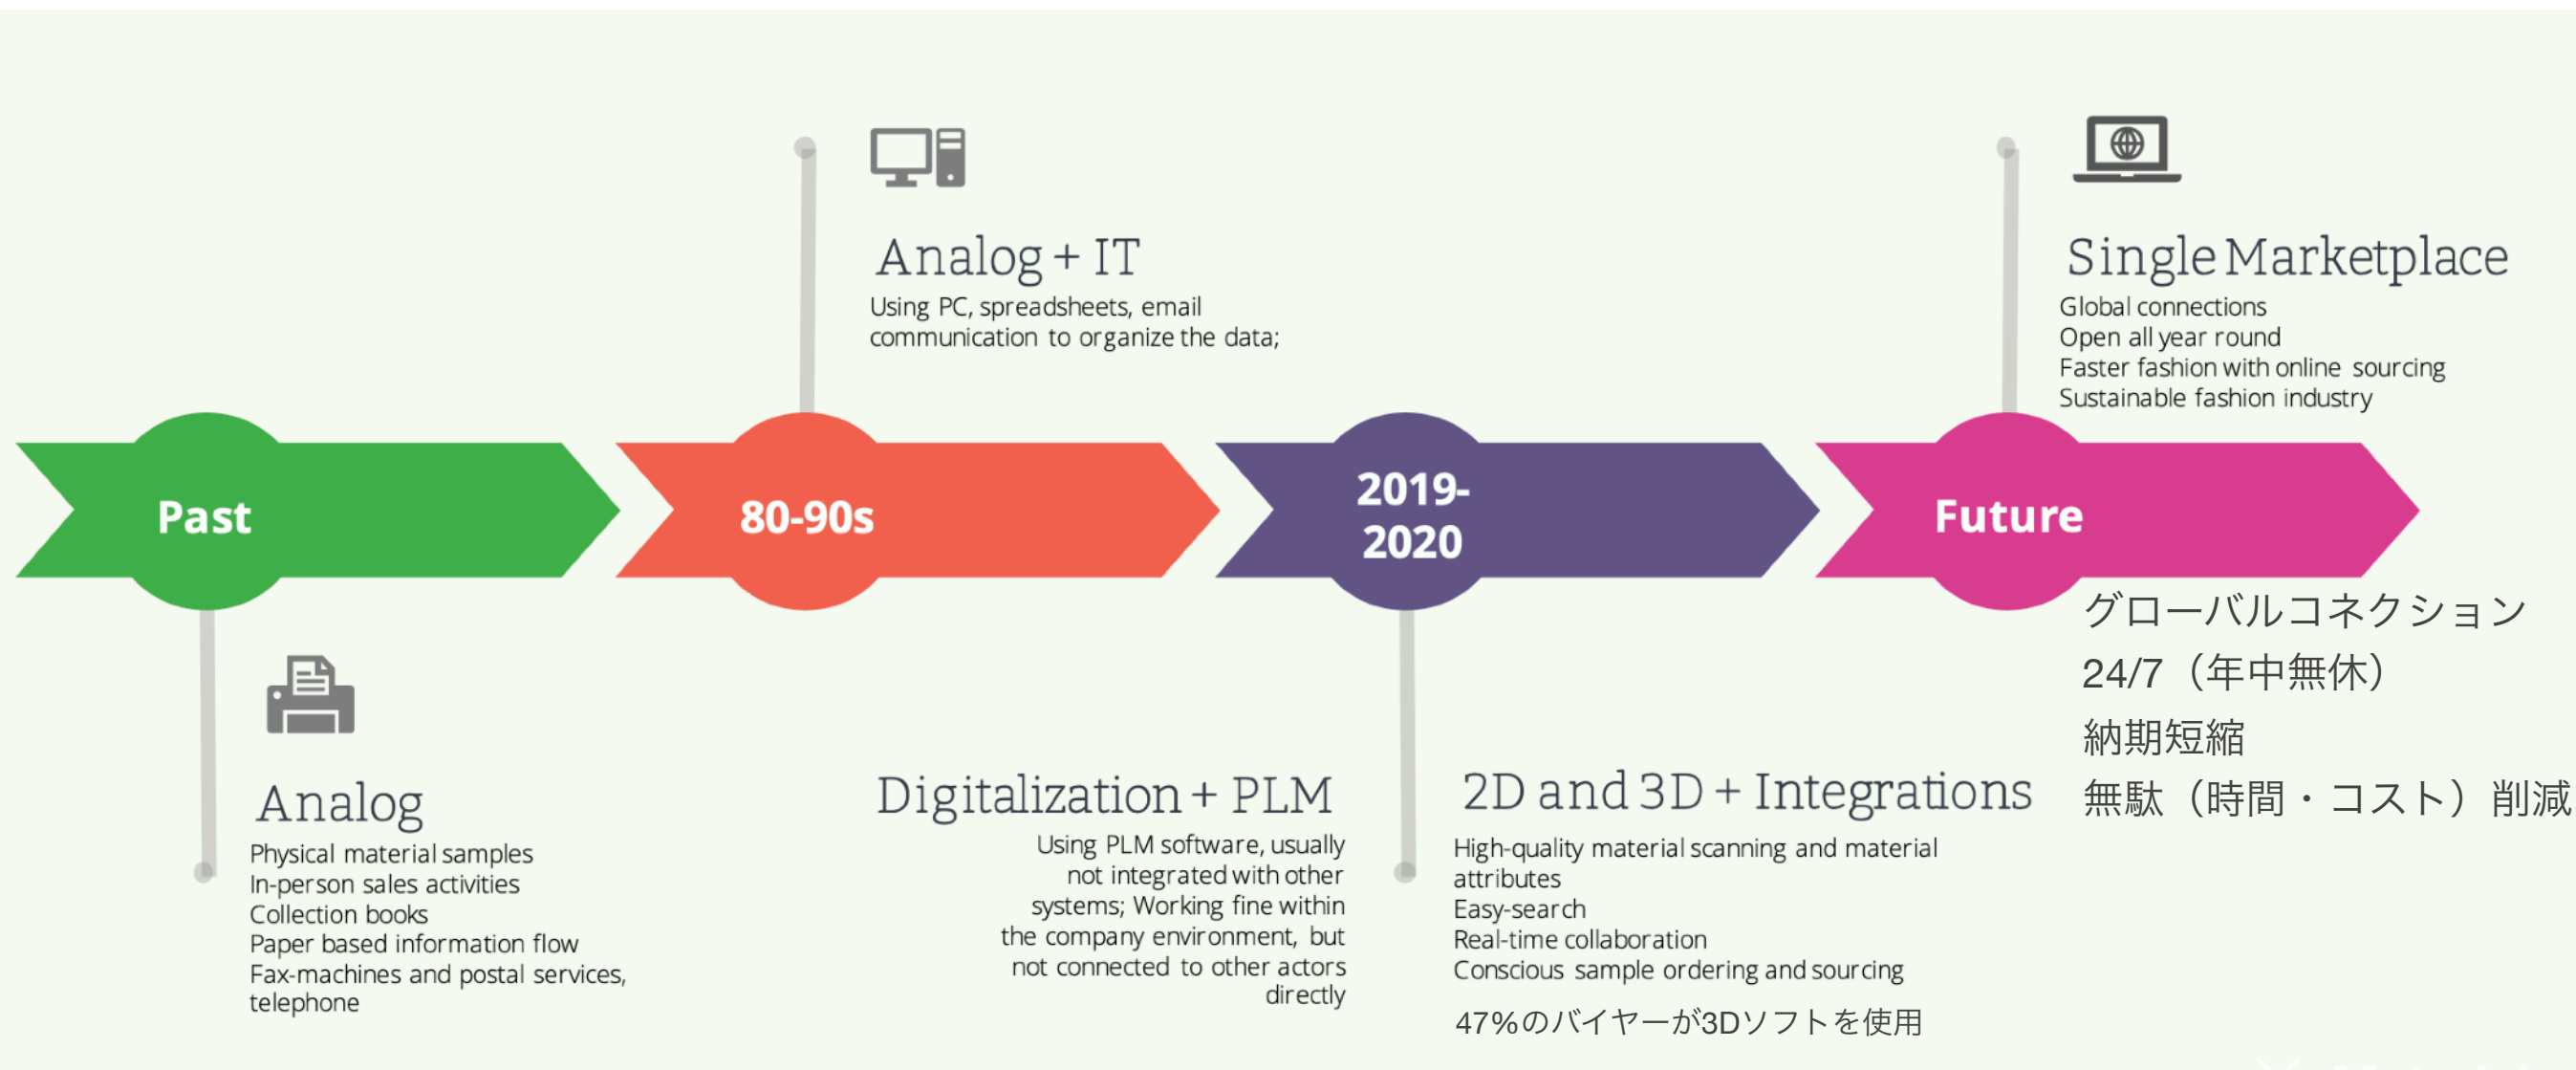 Past
Analog
Physical material samples
In-person sales activities
Collection books
Paper based information flow
Fax-machines and postal services,
telephone
80-90s
Analog + IT
Using PC, spreadsheets, email
communication to organize the data;
Digitalization + PLM
Using PLM software, usually
not integrated with other
systems; Working fine within
the company environment, but
not connected to other actors
directly
2019-
2020
2D and 3D + Integrations
High-quality material scanning and material
attributes
Easy-search
Real-time collaboration
Conscious sample ordering and sourcing
47%のバイヤーが3Dソフトを使用
Future
Single Marketplace
Global connections
Open all year round
Faster fashion with online sourcing
Sustainable fashion industry
グローバルコネクション
24/7（年中無休）
納期短縮
無駄（時間・コスト）削減